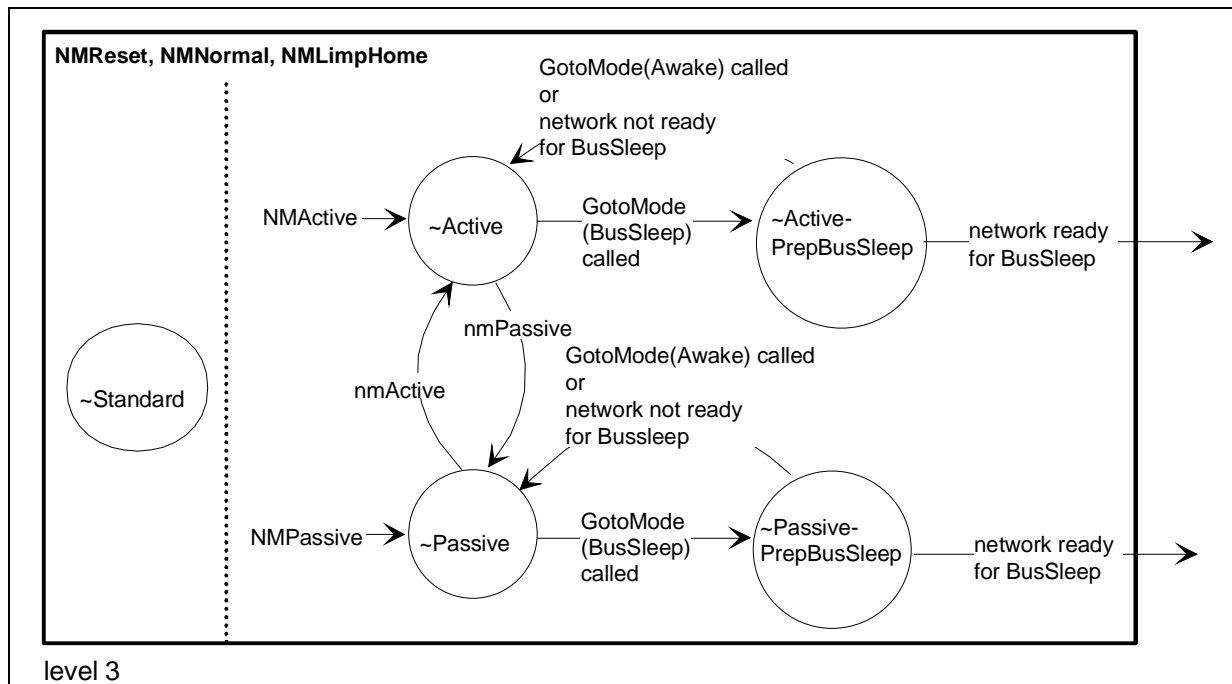 NMReset, NMNormal, NMLimpHome
GotoMode(Awake) called
or
network not ready
for BusSleep
NMActive
~Active
GotoMode
(BusSleep)
called
~Active-
PrepBusSleep
network ready
for BusSleep
nmPassive
nmActive
~Standard
GotoMode(Awake) called
or
network not ready
for Bussleep
NMPassive
~Passive
GotoMode
(BusSleep)
called
~Passive-
PrepBusSleep
network ready
for BusSleep
level 3